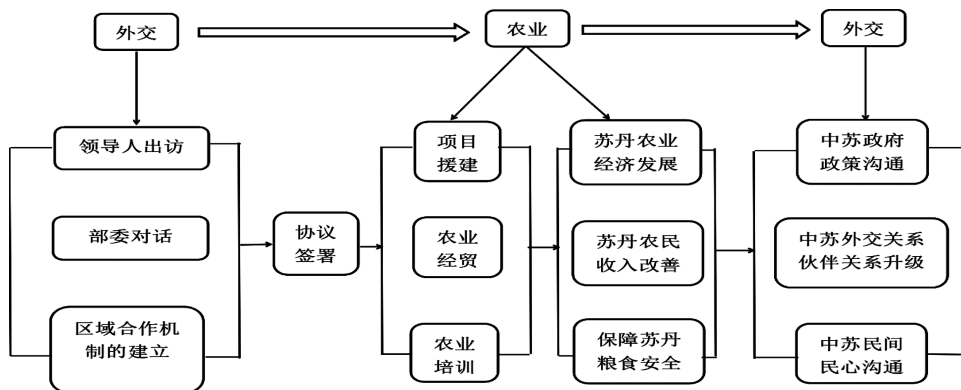 外交
农业
外交
领导人出访
部委对话
区域合作机
制的建立
协议
签署
项目
援建
农业
经贸
农业
培训
苏丹农业
经济发展
苏丹农民
收入改善
保障苏丹
粮食安全
中苏政府
政策沟通
中苏外交关系
伙伴关系升级
中苏民间
民心沟通